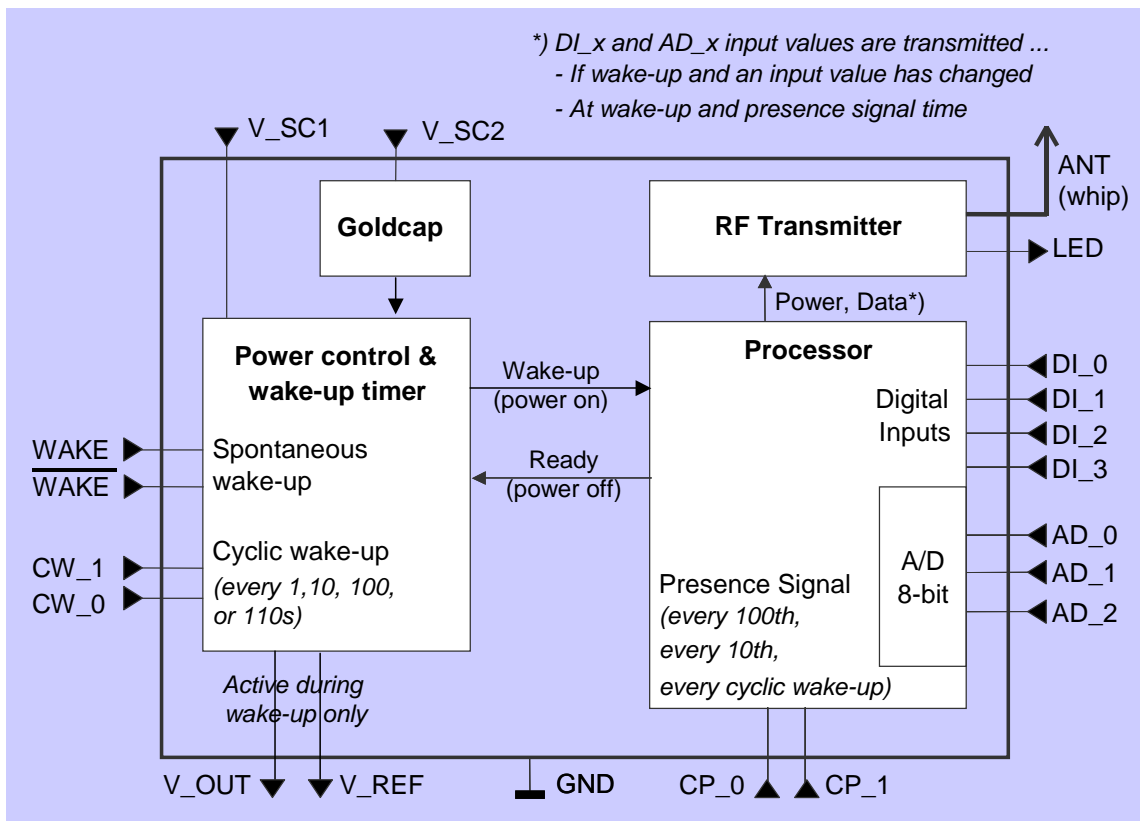 *) DI_x and AD_x input values are transmitted ...
- If wake-up and an input value has changed
- At wake-up and presence signal time
V_SC1
V_SC2
ANT
(whip)
Goldcap
RF Transmitter
LED
Power, Data*)
Power control &
wake-up timer
Wake-up
(power on)
Processor
DI_0
Digital
Inputs
DI_1
DI_2
DI_3
WAKE
WAKE
Spontaneous
wake-up
Ready
(power off)
CW_1
CW_0
Cyclic wake-up
(every 1,10, 100,
or 110s)
Presence Signal
(every 100th,
every 10th,
every cyclic wake-up)
A/D
8-bit
AD_0
AD_1
AD_2
Active during
wake-up only
V_OUT
V_REF
GND
CP_0
CP_1